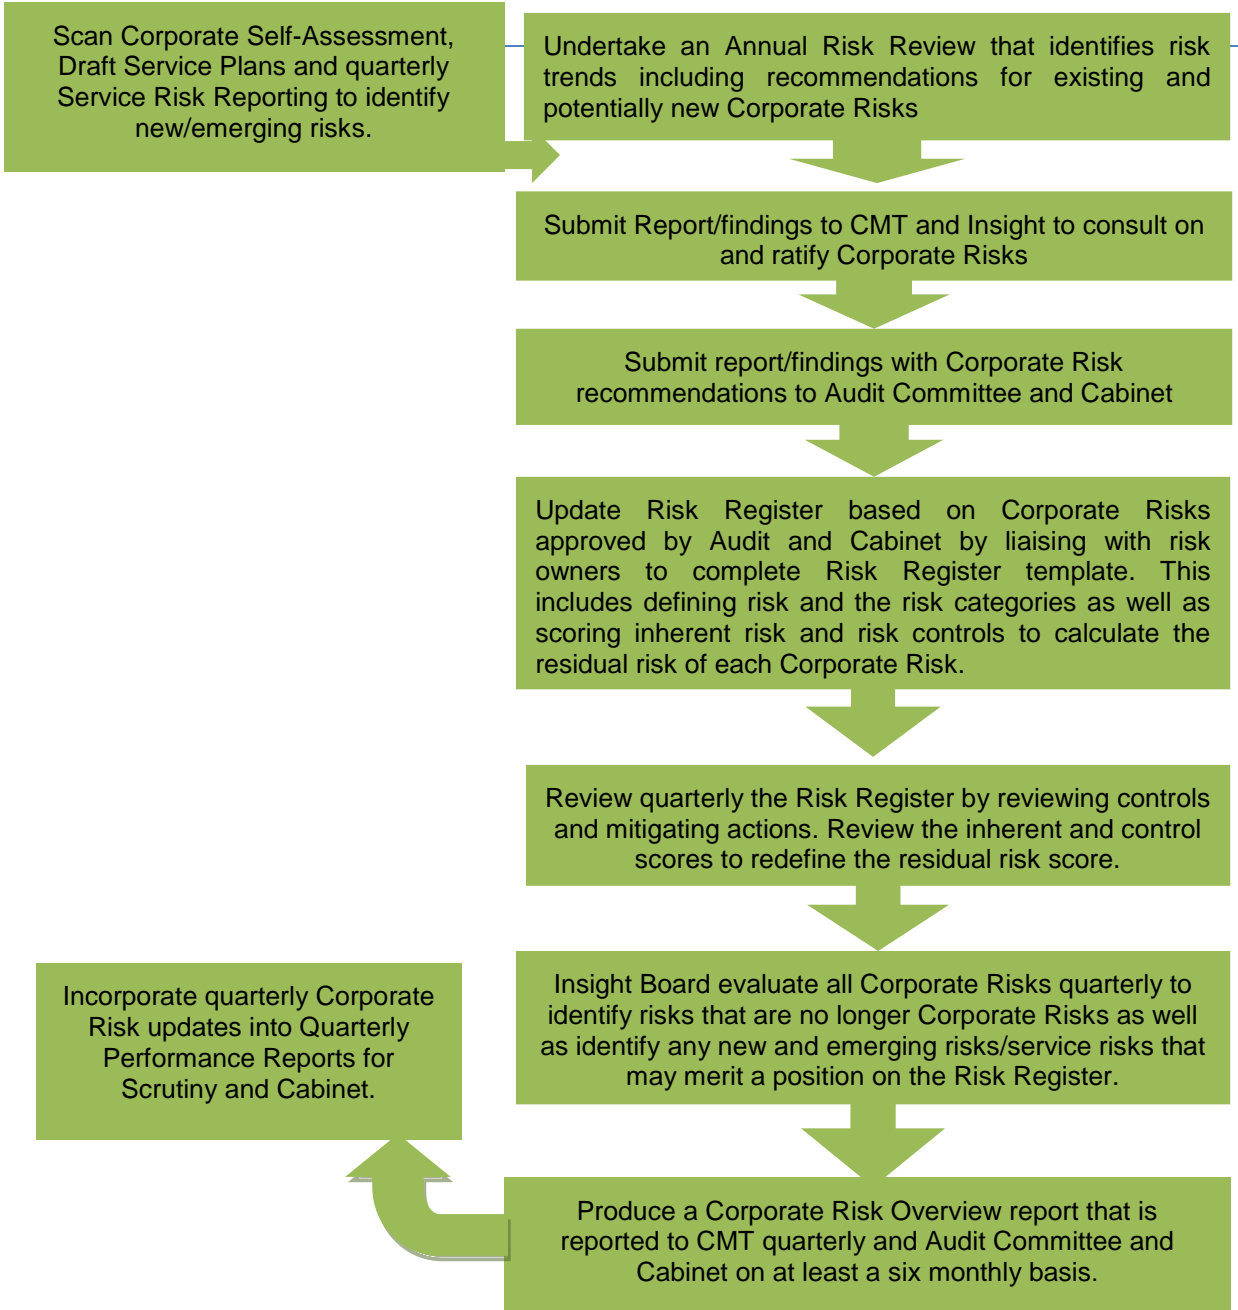 Scan Corporate Self-Assessment,
Draft Service Plans and quarterly
Service Risk Reporting to identify
new/emerging risks.
Undertake an Annual Risk Review that identifies risk
trends including recommendations for existing and
potentially new Corporate Risks
Submit Report/findings to CMT and Insight to consult on
and ratify Corporate Risks
Submit report/findings with Corporate Risk
recommendations to Audit Committee and Cabinet
Update Risk Register based on Corporate Risks
approved by Audit and Cabinet by liaising with risk
owners to complete Risk Register template. This
includes defining risk and the risk categories as well as
scoring inherent risk and risk controls to calculate the
residual risk of each Corporate Risk.
Review quarterly the Risk Register by reviewing controls
and mitigating actions. Review the inherent and control
scores to redefine the residual risk score.
Insight Board evaluate all Corporate Risks quarterly to
identify risks that are no longer Corporate Risks as well
as identify any new and emerging risks/service risks that
may merit a position on the Risk Register.
Incorporate quarterly Corporate
Risk updates into Quarterly
Performance Reports for
Scrutiny and Cabinet.
Produce a Corporate Risk Overview report that is
reported to CMT quarterly and Audit Committee and
Cabinet on at least a six monthly basis.